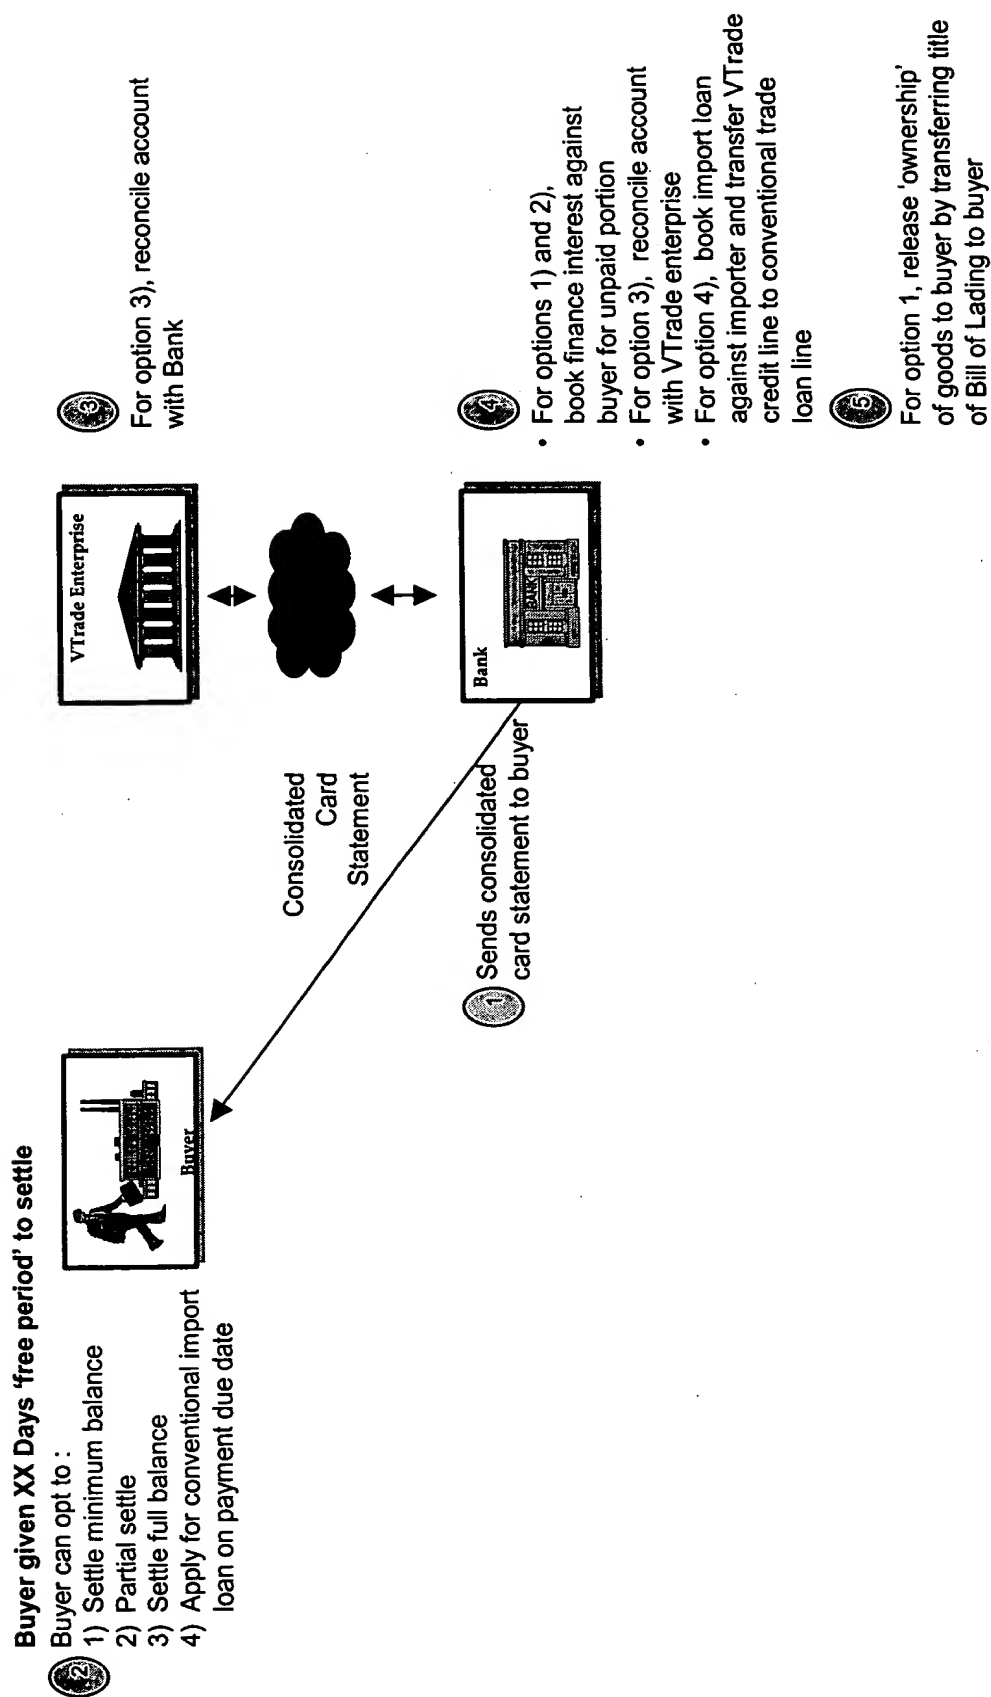 Buyer given XX Days 'free period' to settle
2
Buyer can opt to :
1) Settle minimum balance
2) Partial settle
3) Settle full balance
4) Apply for conventional import
loan on payment due date
Buyer
Consolidated
Card
Statement
1
Sends consolidated
card statement to buyer
VTrade Enterprise
Bank
BANK
3
For option 3), reconcile account
with Bank
4
• For options 1) and 2),
book finance interest against
buyer for unpaid portion
• For option 3), reconcile account
with VTrade enterprise
• For option 4), book import loan
against importer and transfer VTrade
credit line to conventional trade
loan line
5
For option 1, release 'ownership'
of goods to buyer by transferring title
of Bill of Lading to buyer